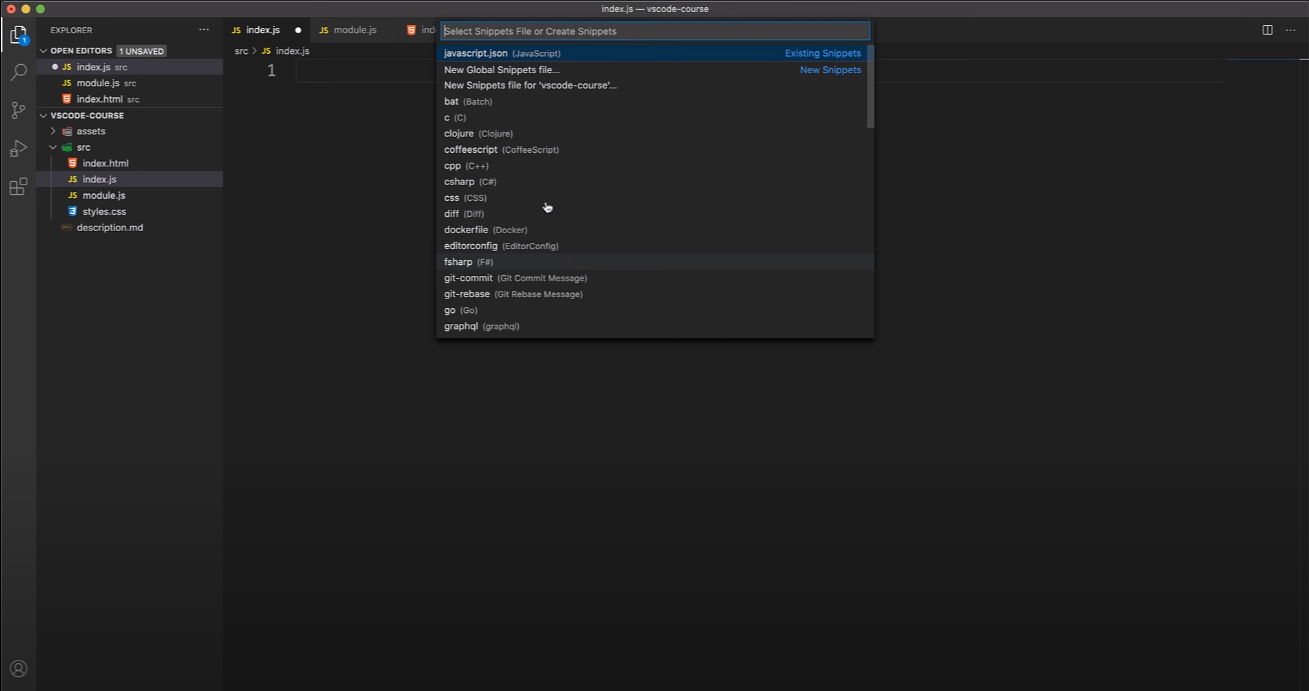 index.js — vscode-course
EXPLORER ···
OPEN EDITORS 1 UNSAVED
JS index.js src
JS module.js src
index.html src
VSCODE-COURSE
assets
src
index.html
JS index.js
JS module.js
styles.css
description.md
1
JS index.js
JS module.js
ind
src > JS index.js
1
Select Snippets File or Create Snippets
javascript.json (JavaScript) Existing Snippets
New Global Snippets file... New Snippets
New Snippets file for 'vscode-course'...
bat (Batch)
c (C)
clojure (Clojure)
coffeescript (CoffeeScript)
cpp (C++)
csharp (C#)
css (CSS)
diff (Diff)
dockerfile (Docker)
editorconfig (EditorConfig)
fsharp (F#)
git-commit (Git Commit Message)
git-rebase (Git Rebase Message)
go (Go)
graphql (graphql)